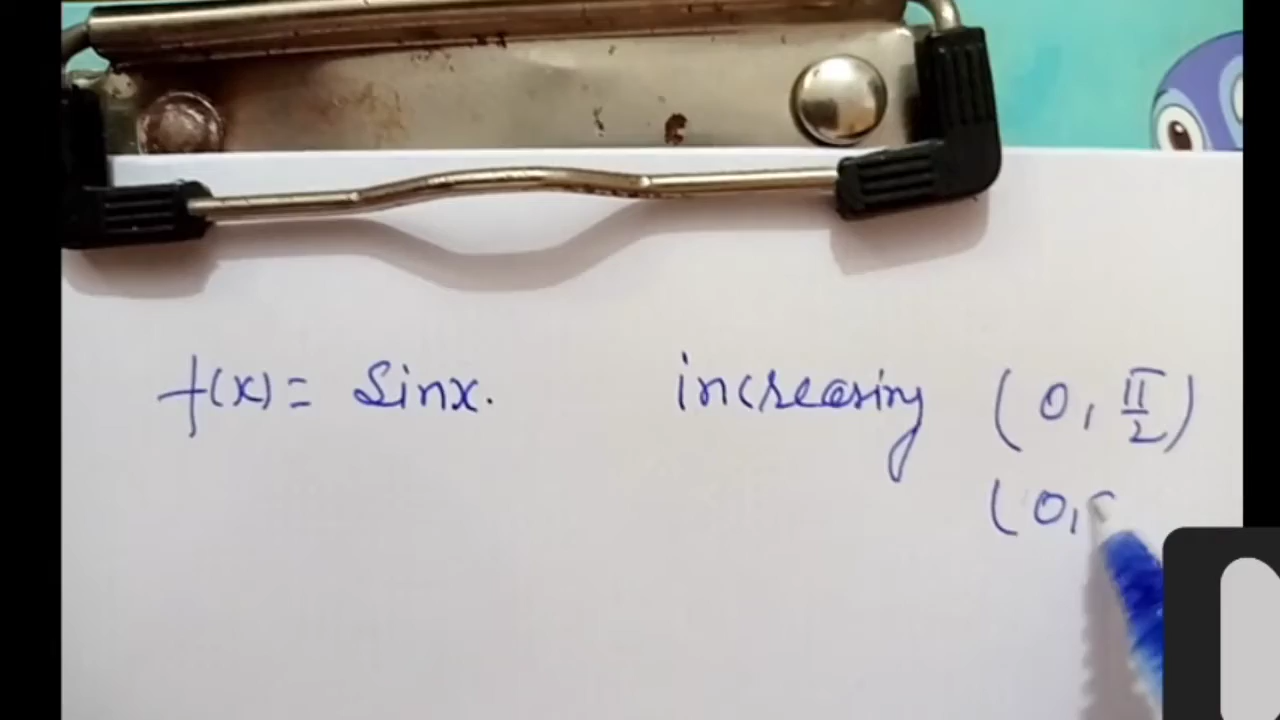 f(x) = Sinx. increasing (0, π/2)
(0,